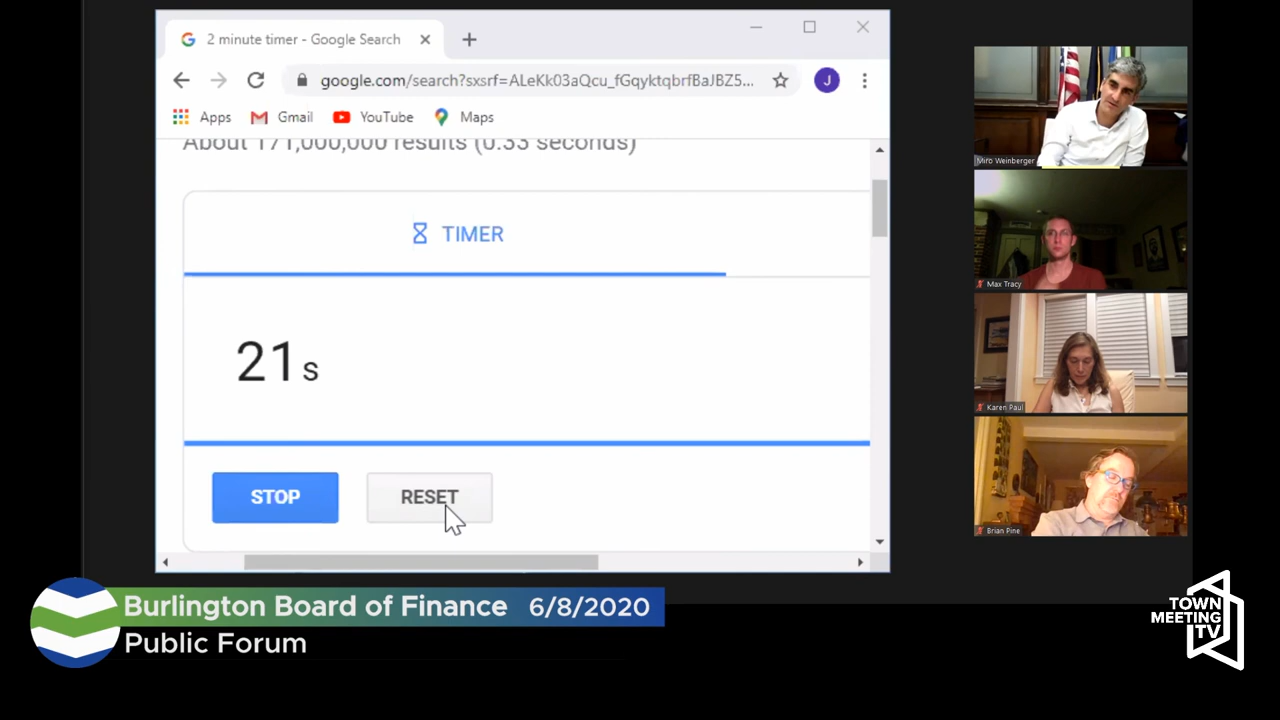 2 minute timer - Google Search
google.com/search?sxsrf=ALeKk03aQcu_fGqyktqbrfBaJBZ5...
J
Apps Gmail YouTube Maps
About 171,000,000 results (0.33 seconds)
TIMER
21 s
STOP RESET
Miro Weinberger
Max Tracy
Karen Paul
Brian Pine
Burlington Board of Finance 6/8/2020
Public Forum
TOWN
MEETING
TV